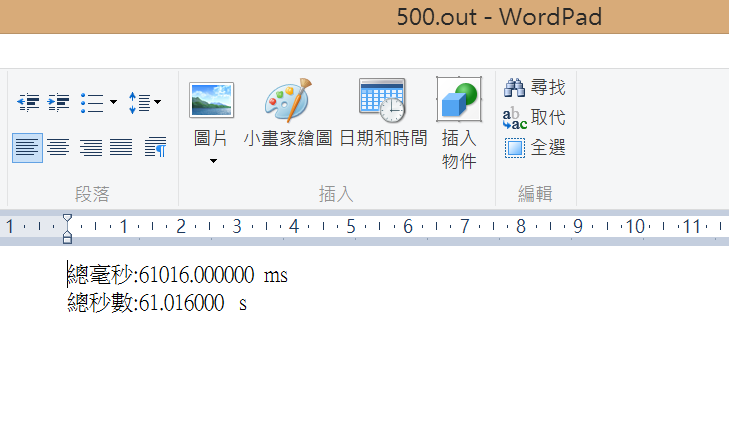 500.out - WordPad
圖片
小畫家繪圖
日期和時間
插入
物件
尋找
取代
全選
段落
插入
編輯
1 1 2 3 4 5 6 7 8 9 10 11
總毫秒:61016.000000 ms
總秒數:61.016000 s